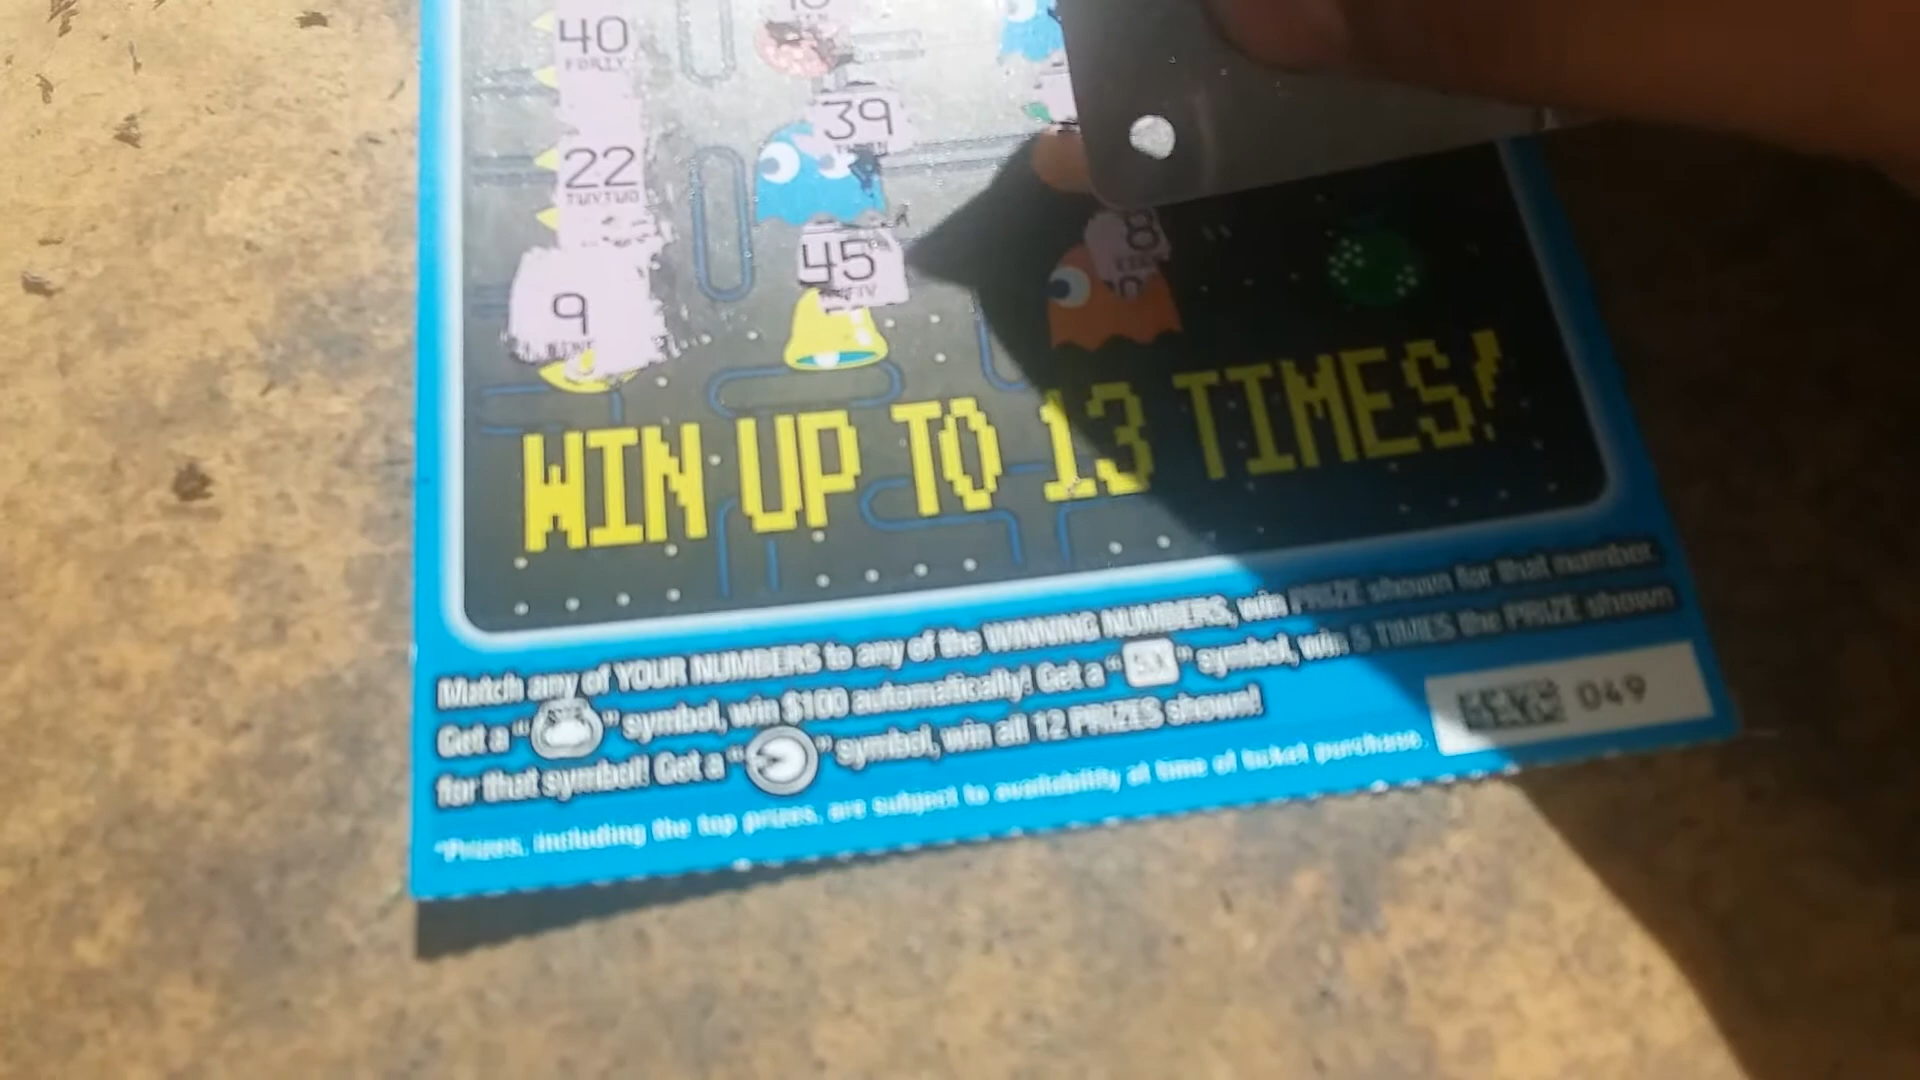 40
FORTY
39
22
TWYTWO
45
8
9
NINE
WIN UP TO 13 TIMES!
Match any of YOUR NUMBERS to any of the WINNING NUMBERS, win PRIZE shown for that number.
Get a " " symbol, win $100 automatically! Get a "5X" symbol, win 5 TIMES the PRIZE shown
for that symbol! Get a " " symbol, win all 12 PRIZES shown!
*Prizes, including the top prizes, are subject to availability at time of ticket purchase.
049